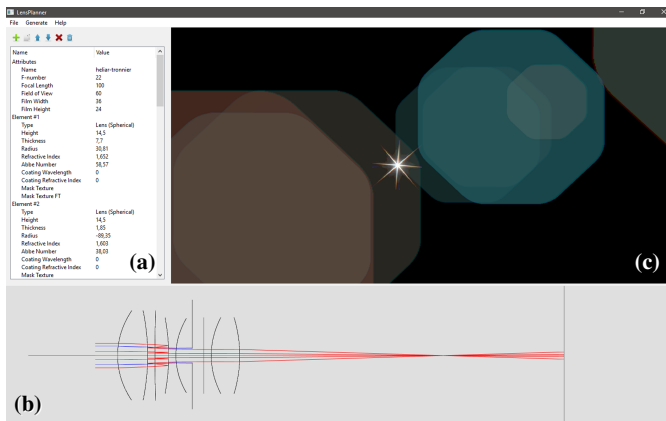 LensPlanner
File Generate Help
Name Value
Attributes
Name heliar-tronnier
F-number 22
Focal Length 100
Field of View 60
Film Width 36
Film Height 24
Element #1
Type Lens (Spherical)
Height 14,5
Thickness 7,7
Radius 30,81
Refractive Index 1,652
Abbe Number 58,57
Coating Wavelength 0
Coating Refractive Index 0
Mask Texture
Mask Texture FT
Element #2
Type Lens (Spherical)
Height 14,5
Thickness 1,85
Radius -89,35
Refractive Index 1,603
Abbe Number 38,03
Coating Wavelength 0
Coating Refractive Index 0
Mask Texture
(a)
(c)
(b)